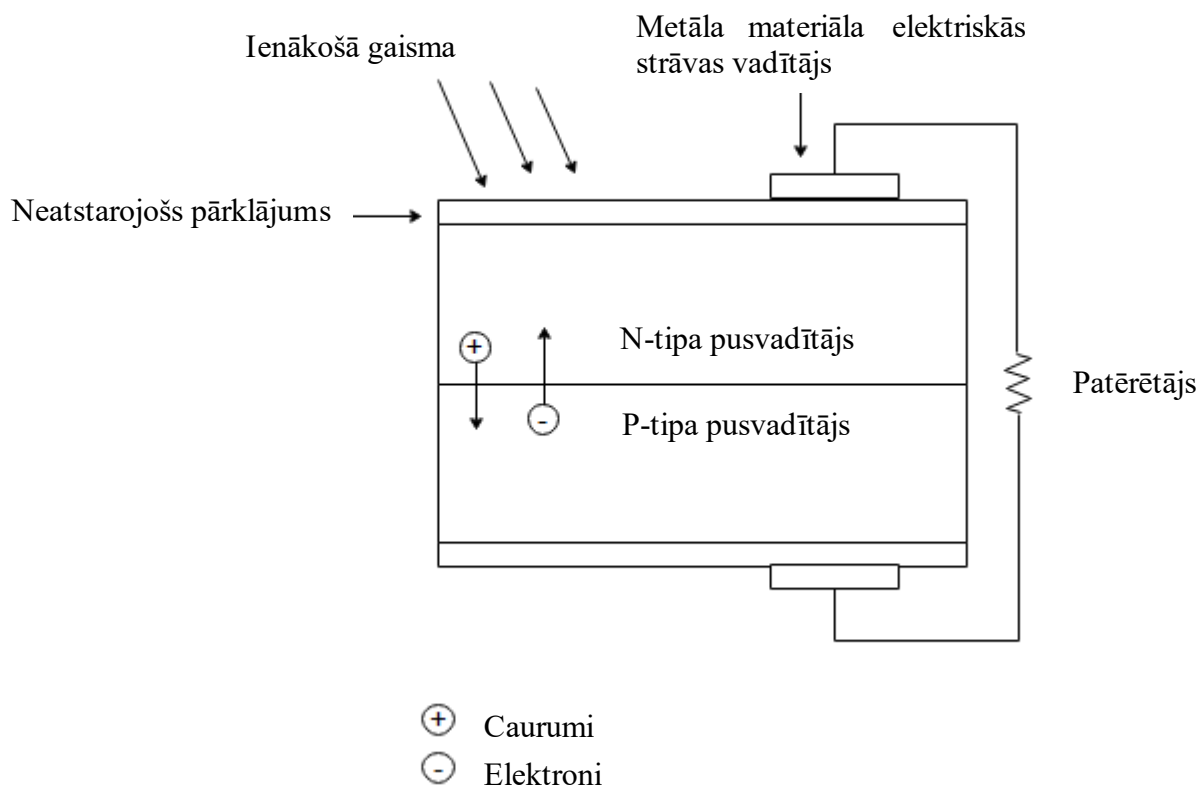 Ienākošā gaisma
Metāla materiāla elektriskās
strāvas vadītājs
Neatstarojošs pārklājums
N-tipa pusvadītājs
+
-
P-tipa pusvadītājs
Patērētājs
+ Caurumi
- Elektroni